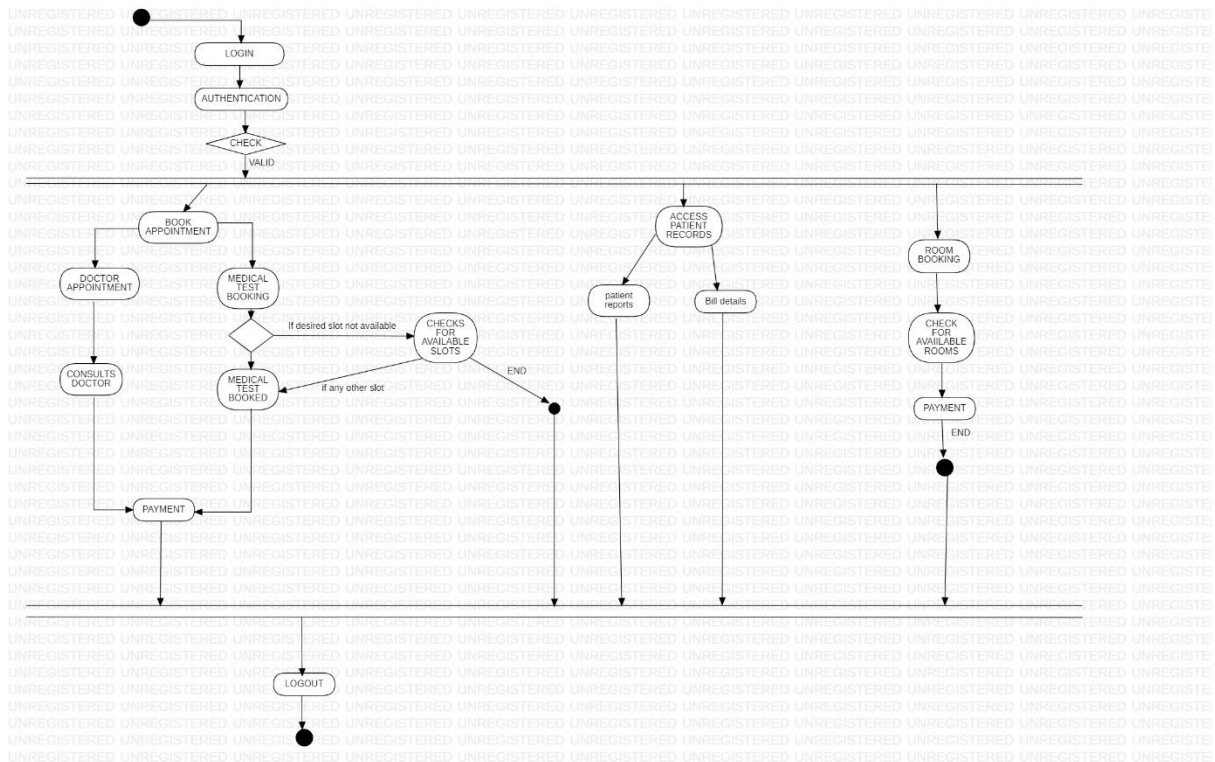 LOGIN
AUTHENTICATION
CHECK
VALID
BOOK
APPOINTMENT
DOCTOR
APPOINTMENT
MEDICAL
TEST
BOOKING
If desired slot not available
CHECKS
FOR
AVAILABLE
SLOTS
CONSULTS
DOCTOR
MEDICAL
TEST
BOOKED
if any other slot
END
PAYMENT
ACCESS
PATIENT
RECORDS
patient
reports
Bill details
ROOM
BOOKING
CHECK
FOR
AVAILABLE
ROOMS
PAYMENT
END
LOGOUT
UNREGISTERED